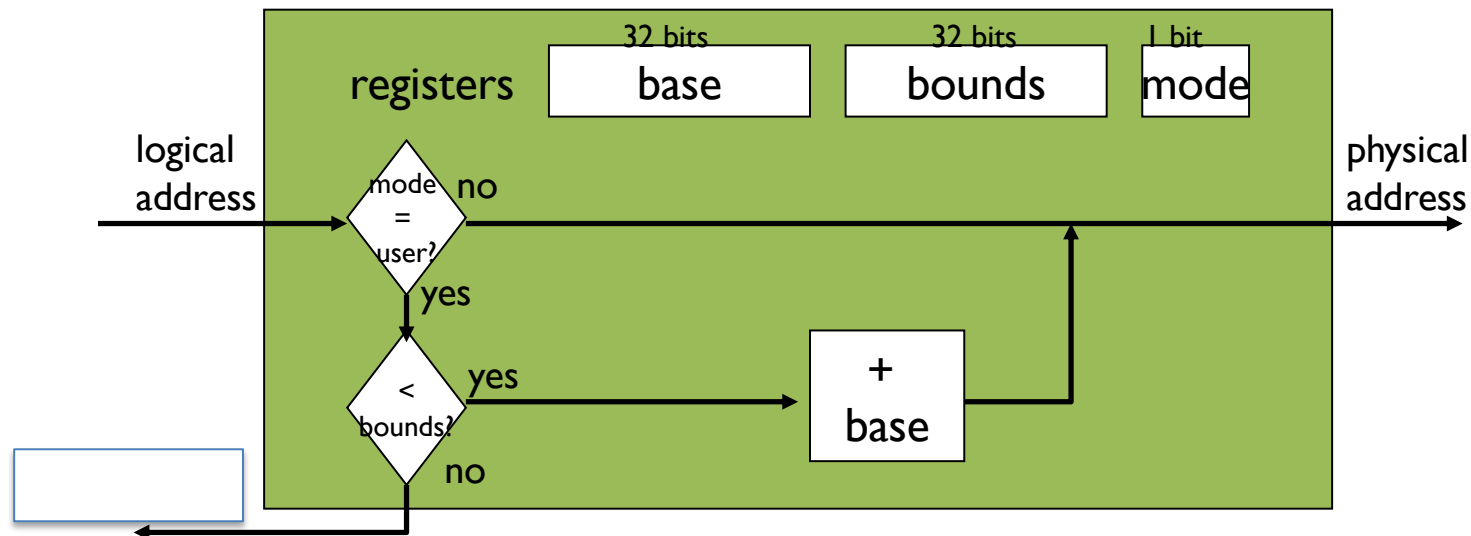 32 bits
32 bits
1 bit
registers
base
bounds
mode
logical
address
physical
address
mode
=
user?
no
yes
<
bounds?
yes
+
base
no